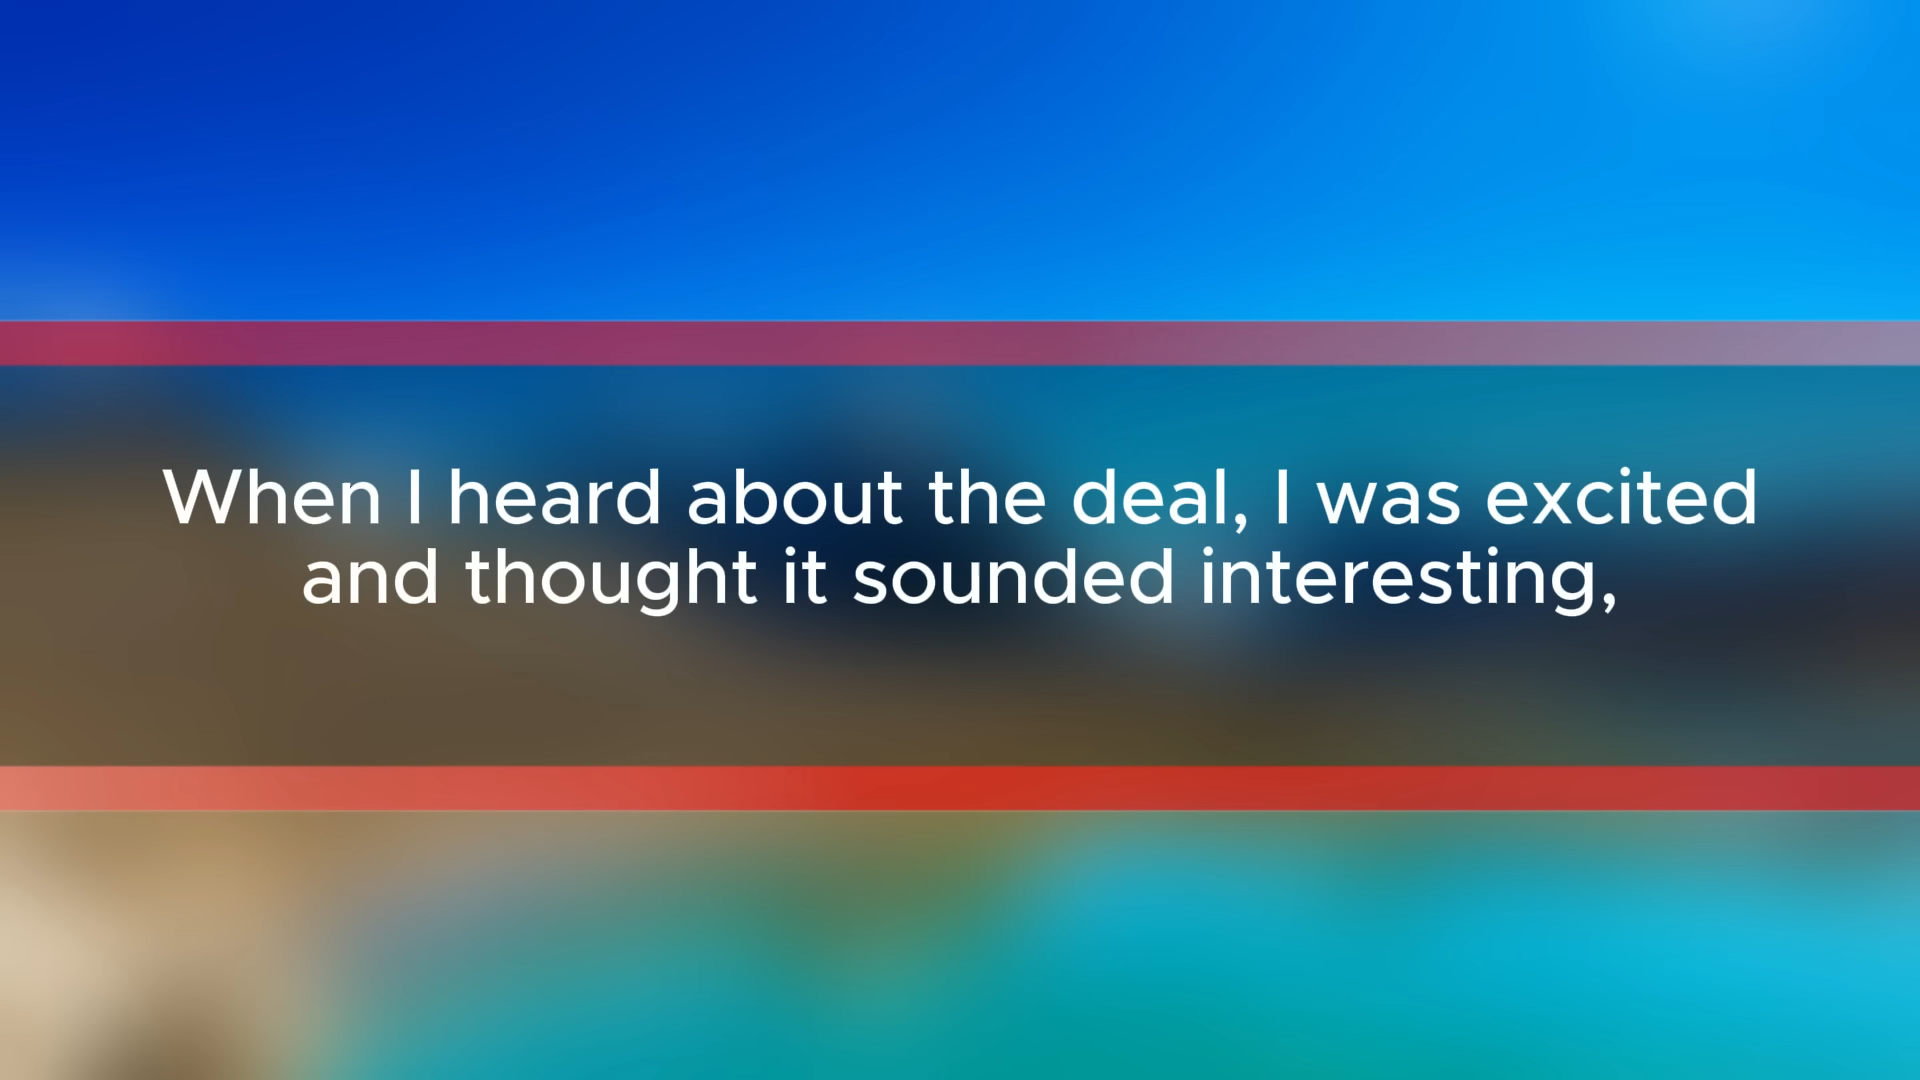 When I heard about the deal, I was excited
and thought it sounded interesting,